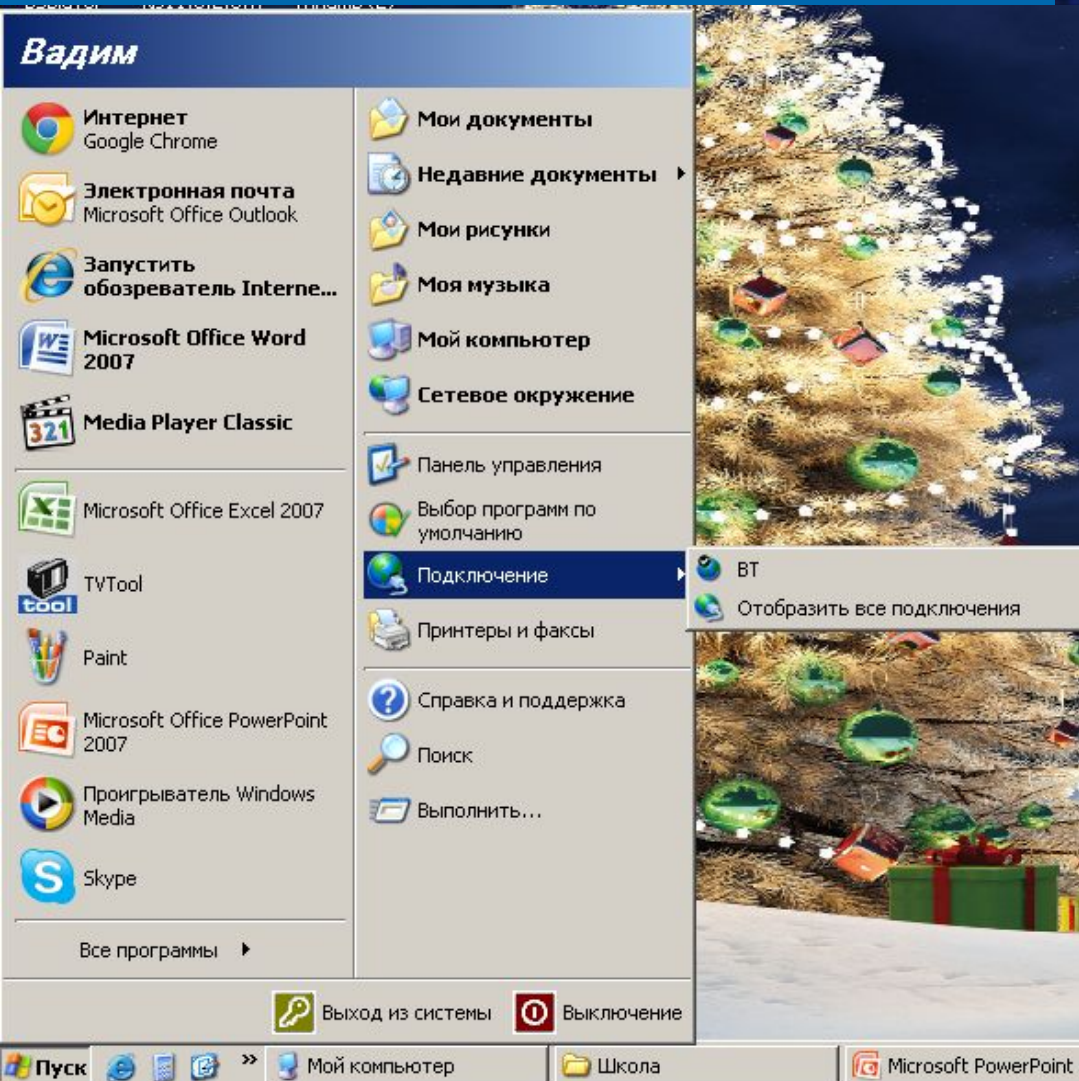 Вадим
Интернет
Google Chrome
Электронная почта
Microsoft Office Outlook
Запустить
обозреватель Interne...
Microsoft Office Word
2007
Media Player Classic
Microsoft Office Excel 2007
TVTool
Paint
Microsoft Office PowerPoint
2007
Проигрыватель Windows
Media
Skype
Все программы
Мои документы
Недавние документы
Мои рисунки
Моя музыка
Мой компьютер
Сетевое окружение
Панель управления
Выбор программ по
умолчанию
Подключение
Принтеры и факсы
Справка и поддержка
Поиск
Выполнить...
ВТ
Отобразить все подключения
Выход из системы
Выключение
Пуск
Мой компьютер
Школа
Microsoft PowerPoint